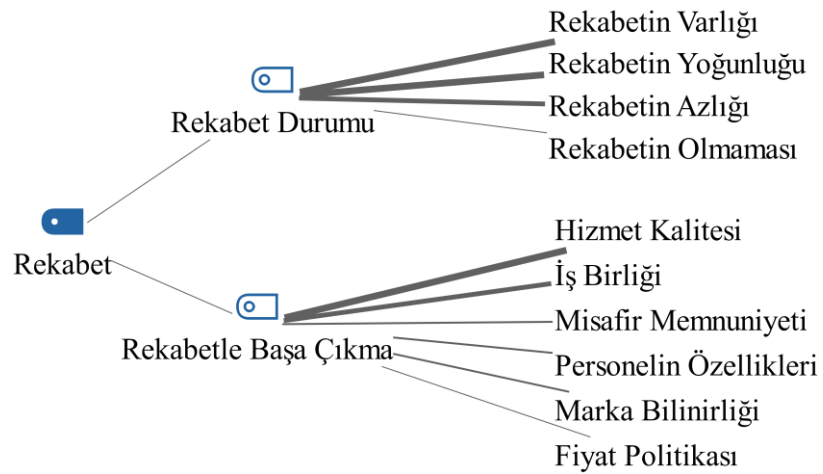 Rekabetin Varlığı
Rekabetin Yoğunluğu
Rekabetin Azlığı
Rekabetin Olmaması
Rekabet Durumu
Rekabet
Hizmet Kalitesi
İş Birliği
Misafir Memnuniyeti
Rekabetle Başa Çıkma
Personelin Özellikleri
Marka Bilinirliği
Fiyat Politikası